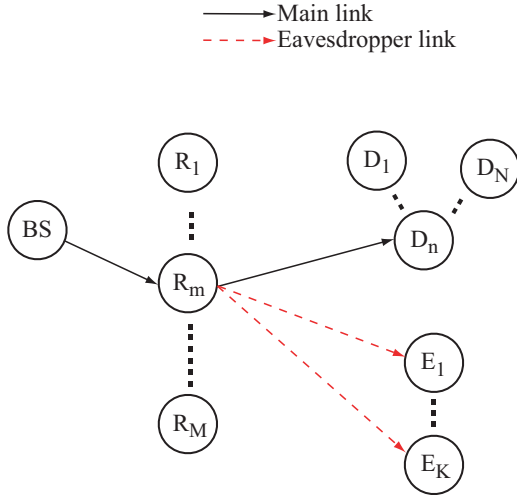 Main link
Eavesdropper link
R1
D1
DN
BS
Dn
Rm
E1
RM
EK